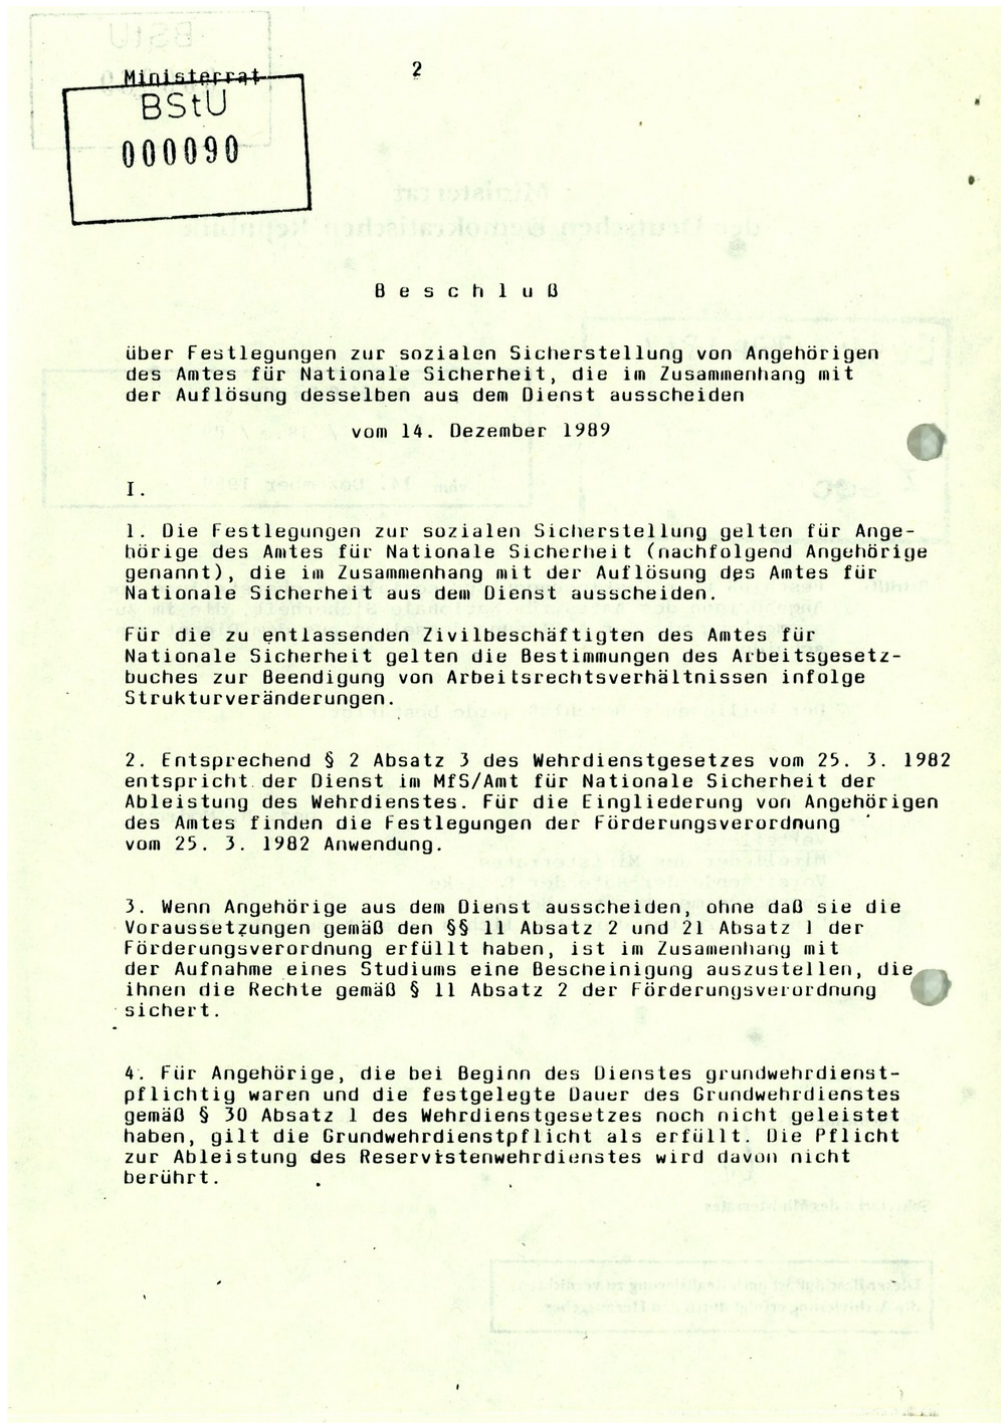 Ministerrat
2
BStU
000090
B e s c h l u ß
über Festlegungen zur sozialen Sicherstellung von Angehörigen
des Amtes für Nationale Sicherheit, die im Zusammenhang mit
der Auflösung desselben aus dem Dienst ausscheiden
vom 14. Dezember 1989
I.
1. Die Festlegungen zur sozialen Sicherstellung gelten für Ange-
hörige des Amtes für Nationale Sicherheit (nachfolgend Angehörige
genannt), die im Zusammenhang mit der Auflösung des Amtes für
Nationale Sicherheit aus dem Dienst ausscheiden.
Für die zu entlassenden Zivilbeschäftigten des Amtes für
Nationale Sicherheit gelten die Bestimmungen des Arbeitsgesetz-
buches zur Beendigung von Arbeitsrechtsverhältnissen infolge
Strukturveränderungen.
2. Entsprechend § 2 Absatz 3 des Wehrdienstgesetzes vom 25. 3. 1982
entspricht der Dienst im MfS/Amt für Nationale Sicherheit der
Ableistung des Wehrdienstes. Für die Eingliederung von Angehörigen
des Amtes finden die Festlegungen der Förderungsverordnung
vom 25. 3. 1982 Anwendung.
3. Wenn Angehörige aus dem Dienst ausscheiden, ohne daß sie die
Voraussetzungen gemäß den §§ 11 Absatz 2 und 21 Absatz 1 der
Förderungsverordnung erfüllt haben, ist im Zusamenhang mit
der Aufnahme eines Studiums eine Bescheinigung auszustellen, die
ihnen die Rechte gemäß § 11 Absatz 2 der Förderungsverordnung
sichert.
4. Für Angehörige, die bei Beginn des Dienstes grundwehrdienst-
pflichtig waren und die festgelegte Dauer des Grundwehrdienstes
gemäß § 30 Absatz 1 des Wehrdienstgesetzes noch nicht geleistet
haben, gilt die Grundwehrdienstpflicht als erfüllt. Die Pflicht
zur Ableistung des Reservistenwehrdienstes wird davon nicht
berührt.